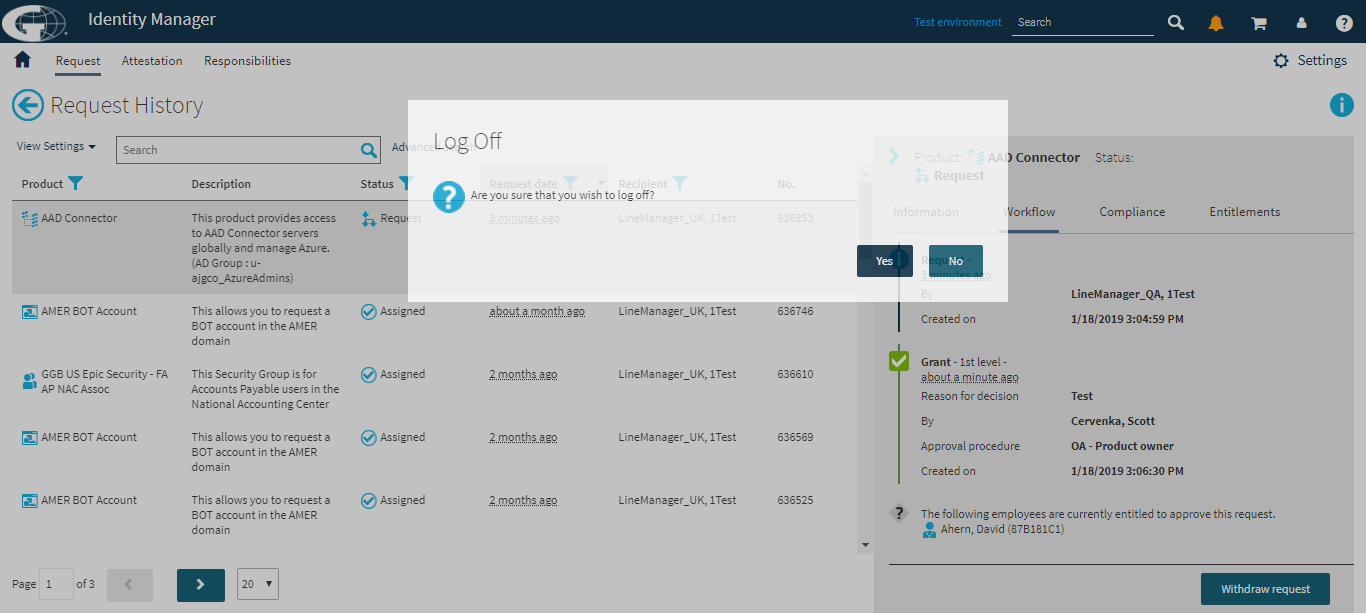 Identity Manager
Test environment
Search
Request
Attestation
Responsibilities
Settings
Request History
View Settings
Search
Advanced Search
Log Off
Are you sure that you wish to log off?
Yes
No
Product
Description
Status
Request date
Recipient
No.
AAD Connector
This product provides access
to AAD Connector servers
globally and manage Azure.
(AD Group : u-
ajgco_AzureAdmins)
Request
3 minutes ago
LineManager_UK, 1Test
636853
AMER BOT Account
This allows you to request a
BOT account in the AMER
domain
Assigned
about a month ago
LineManager_UK, 1Test
636746
GGB US Epic Security - FA
AP NAC Assoc
This Security Group is for
Accounts Payable users in the
National Accounting Center
Assigned
2 months ago
LineManager_UK, 1Test
636610
AMER BOT Account
This allows you to request a
BOT account in the AMER
domain
Assigned
2 months ago
LineManager_UK, 1Test
636569
AMER BOT Account
This allows you to request a
BOT account in the AMER
domain
Assigned
2 months ago
LineManager_UK, 1Test
636525
Page 1 of 3
20
Product: AAD Connector Status:
Request
Information
Workflow
Compliance
Entitlements
Request -
3 minutes ago
By LineManager_QA, 1Test
Created on 1/18/2019 3:04:59 PM
Grant - 1st level -
about a minute ago
Reason for decision Test
By Cervenka, Scott
Approval procedure OA - Product owner
Created on 1/18/2019 3:06:30 PM
The following employees are currently entitled to approve this request.
Ahern, David (87B181C1)
Withdraw request